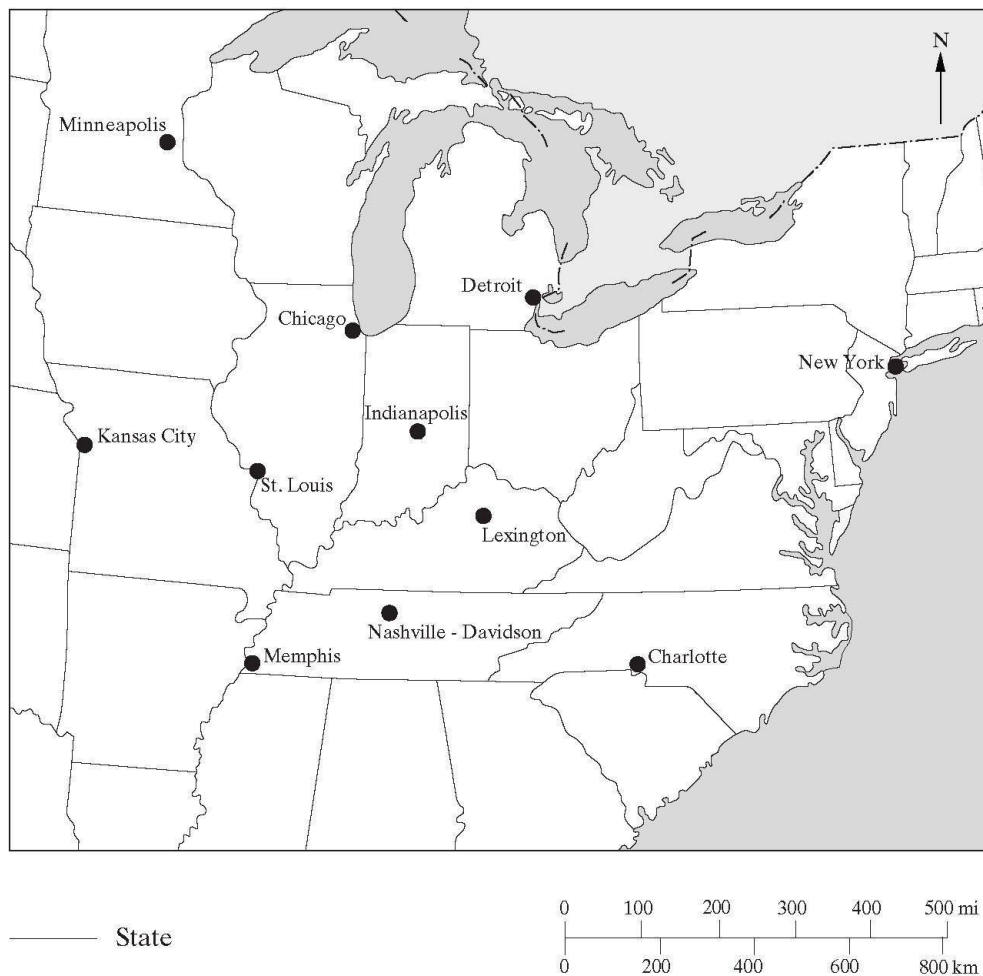 N
Minneapolis
Detroit
Chicago
New York
Indianapolis
Kansas City
St. Louis
Lexington
Nashville - Davidson
Memphis
Charlotte
State
0 100 200 300 400 500 mi
0 200 400 600 800 km